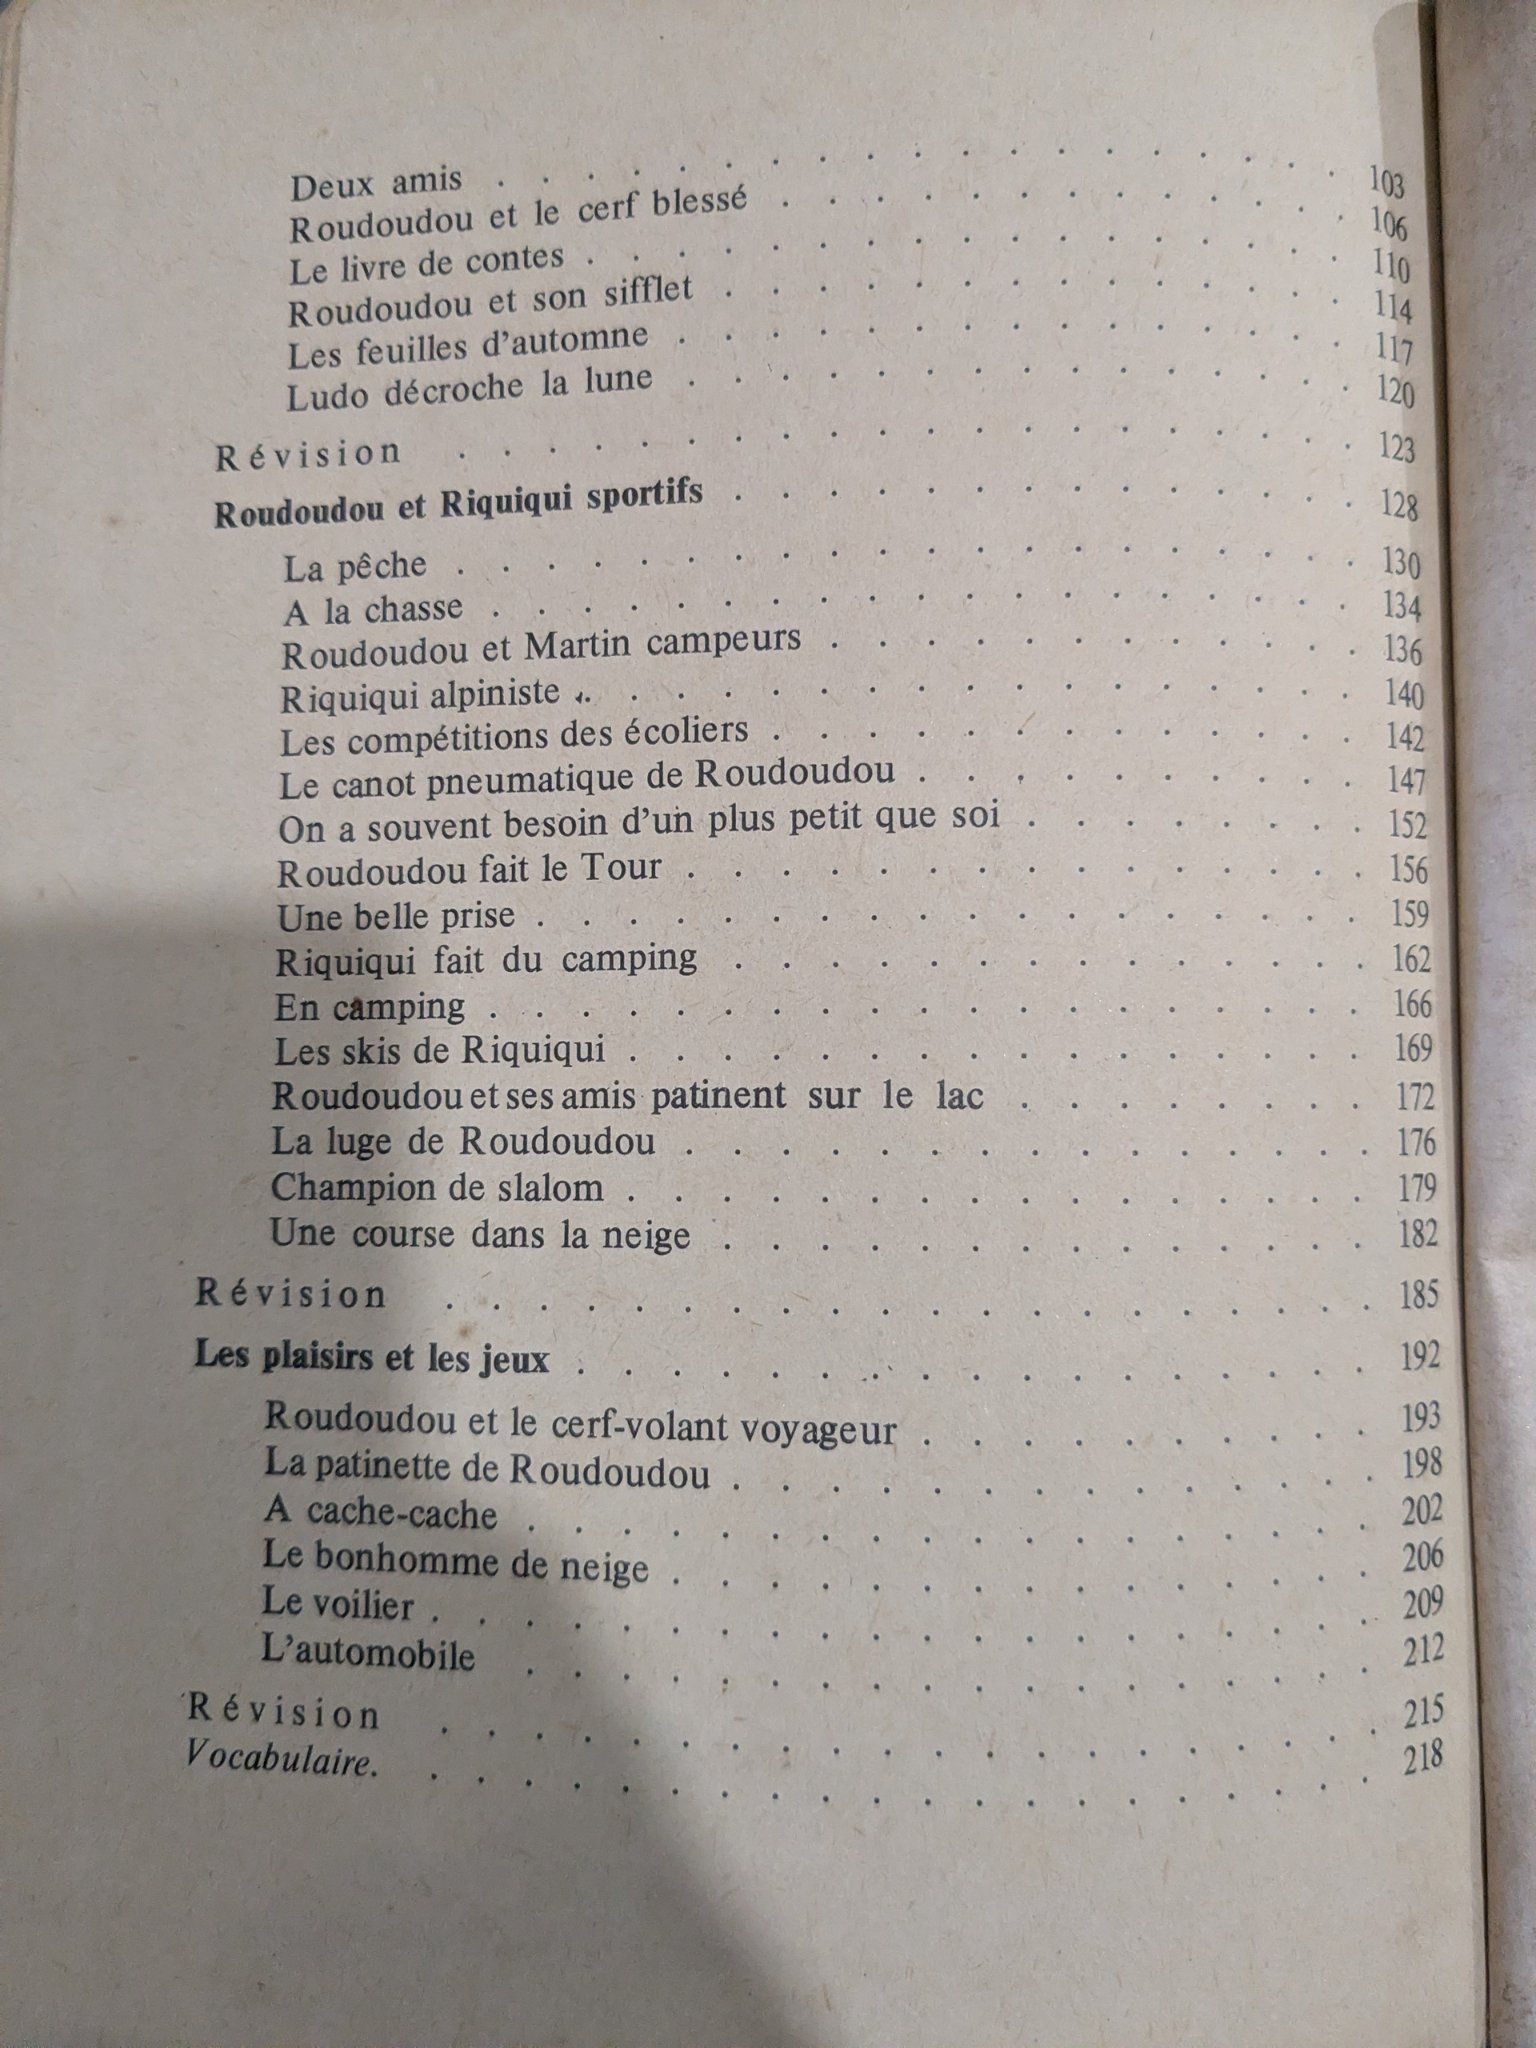 Deux amis . . . . . . . . . . . . . . . . . . 103
Roudoudou et le cerf blessé . . . . . . . . . . . . 106
Le livre de contes . . . . . . . . . . . . . . . . 110
Roudoudou et son sifflet . . . . . . . . . . . . . 114
Les feuilles d'automne . . . . . . . . . . . . . . 117
Ludo décroche la lune . . . . . . . . . . . . . . 120
Révision . . . . . . . . . . . . . . . . . . . 123
Roudoudou et Riquiqui sportifs . . . . . . . . . . . . . 128
La pêche . . . . . . . . . . . . . . . . . . . 130
A la chasse . . . . . . . . . . . . . . . . . . 134
Roudoudou et Martin campeurs . . . . . . . . . . . 136
Riquiqui alpiniste . . . . . . . . . . . . . . . . 140
Les compétitions des écoliers . . . . . . . . . . . . 142
Le canot pneumatique de Roudoudou . . . . . . . . . 147
On a souvent besoin d'un plus petit que soi . . . . . . . 152
Roudoudou fait le Tour . . . . . . . . . . . . . . 156
Une belle prise . . . . . . . . . . . . . . . . . 159
Riquiqui fait du camping . . . . . . . . . . . . . 162
En camping . . . . . . . . . . . . . . . . . . 166
Les skis de Riquiqui . . . . . . . . . . . . . . . 169
Roudoudou et ses amis patinent sur le lac . . . . . . . 172
La luge de Roudoudou . . . . . . . . . . . . . . 176
Champion de slalom . . . . . . . . . . . . . . . 179
Une course dans la neige . . . . . . . . . . . . . 182
Révision . . . . . . . . . . . . . . . . . . . 185
Les plaisirs et les jeux . . . . . . . . . . . . . . . . 192
Roudoudou et le cerf-volant voyageur . . . . . . . . . 193
La patinette de Roudoudou . . . . . . . . . . . . . 198
A cache-cache . . . . . . . . . . . . . . . . . 202
Le bonhomme de neige . . . . . . . . . . . . . . 206
Le voilier . . . . . . . . . . . . . . . . . . . 209
L'automobile . . . . . . . . . . . . . . . . . 212
Révision . . . . . . . . . . . . . . . . . . . 215
Vocabulaire. . . . . . . . . . . . . . . . . . . . 218